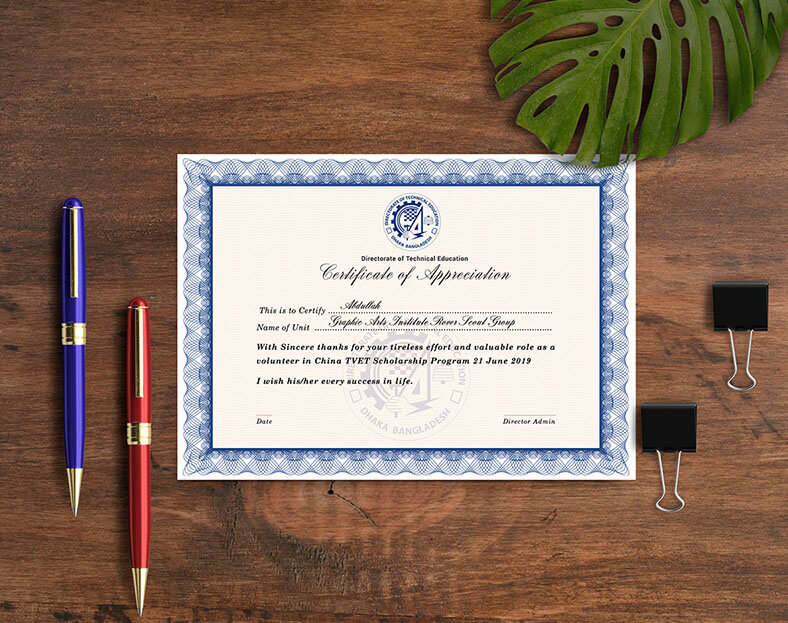 DIRECTORATE OF TECHNICAL EDUCATION
DHAKA BANGLADESH
Directorate of Technical Education
Certificate of Appreciation
This is to Certify Abdullah
Name of Unit Graphic Arts Institute Rover Scout Group
With Sincere thanks for your tireless effort and valuable role as a
volunteer in China TVET Scholarship Program 21 June 2019
I wish his/her every success in life.
DHAKA BANGLADESH
Date
Director Admin